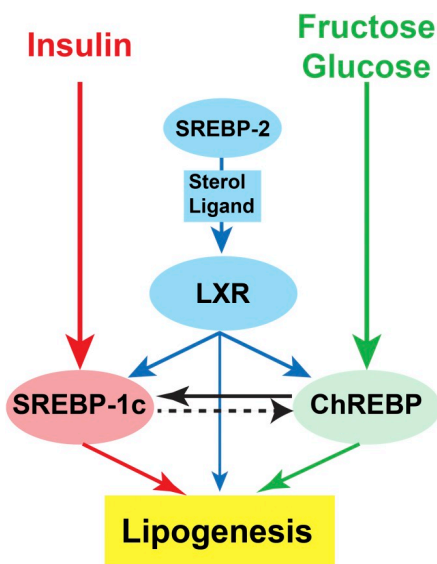 Insulin
Fructose
Glucose
SREBP-2
Sterol
Ligand
LXR
SREBP-1c
ChREBP
Lipogenesis